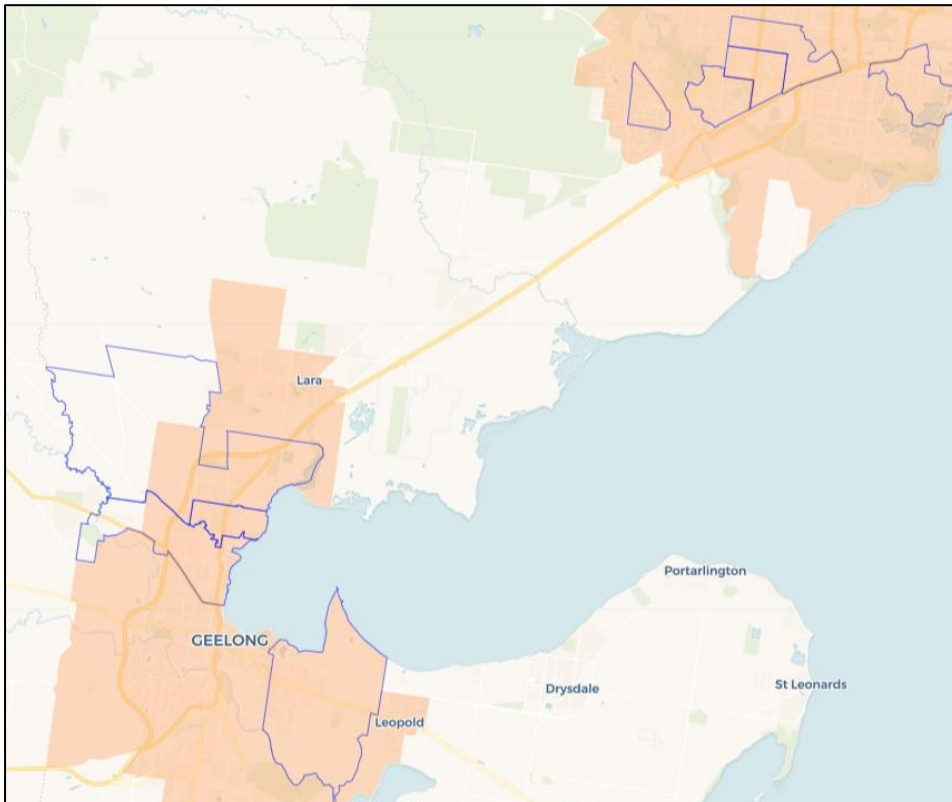 Lara
Portarlington
GEELONG
Drysdale
St Leonards
Leopold